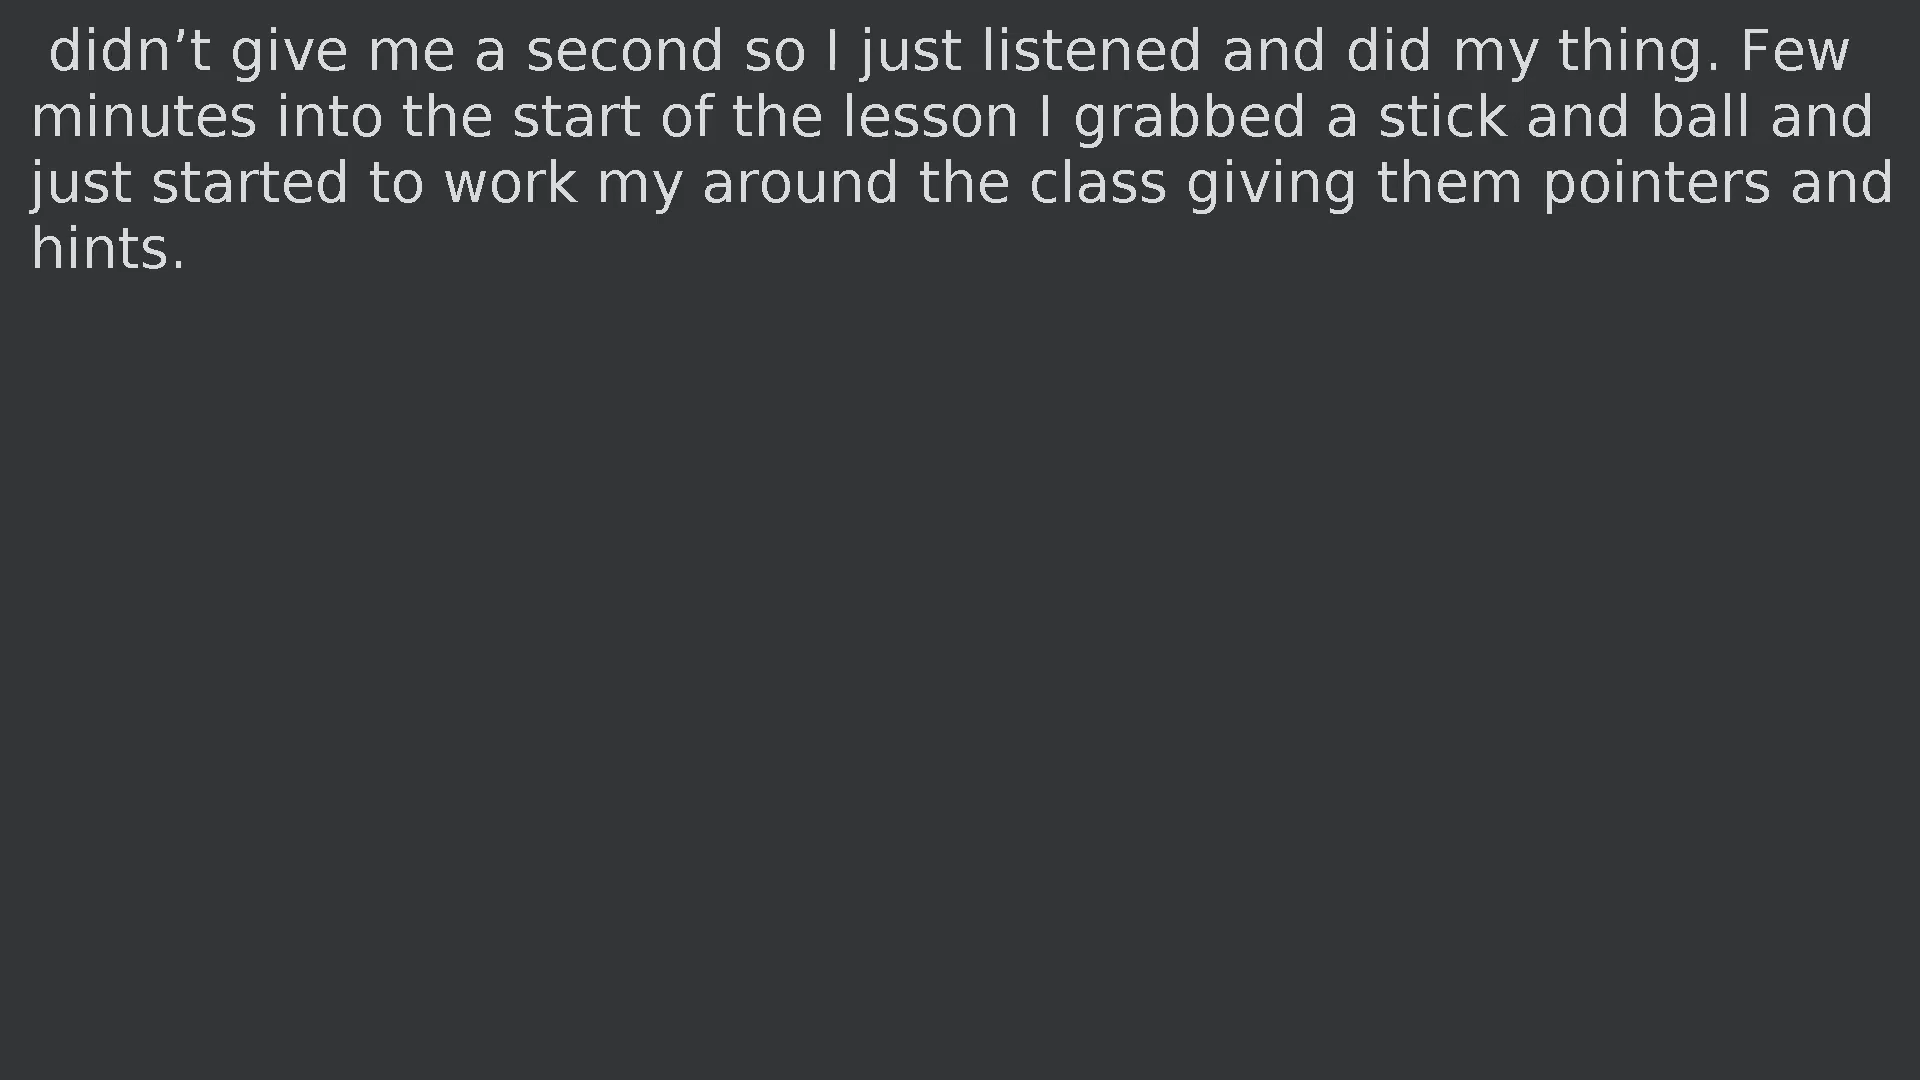 didn’t give me a second so I just listened and did my thing. Few
minutes into the start of the lesson I grabbed a stick and ball and
just started to work my around the class giving them pointers and
hints.